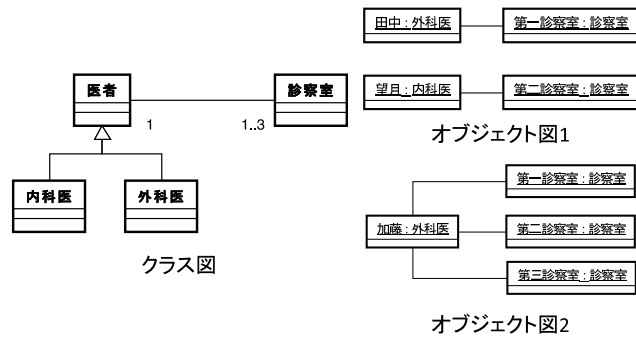 医者
1
1..3
診察室
内科医
外科医
クラス図
田中 : 外科医
第一診察室 : 診察室
望月 : 内科医
第二診察室 : 診察室
オブジェクト図1
加藤 : 外科医
第一診察室 : 診察室
第二診察室 : 診察室
第三診察室 : 診察室
オブジェクト図2